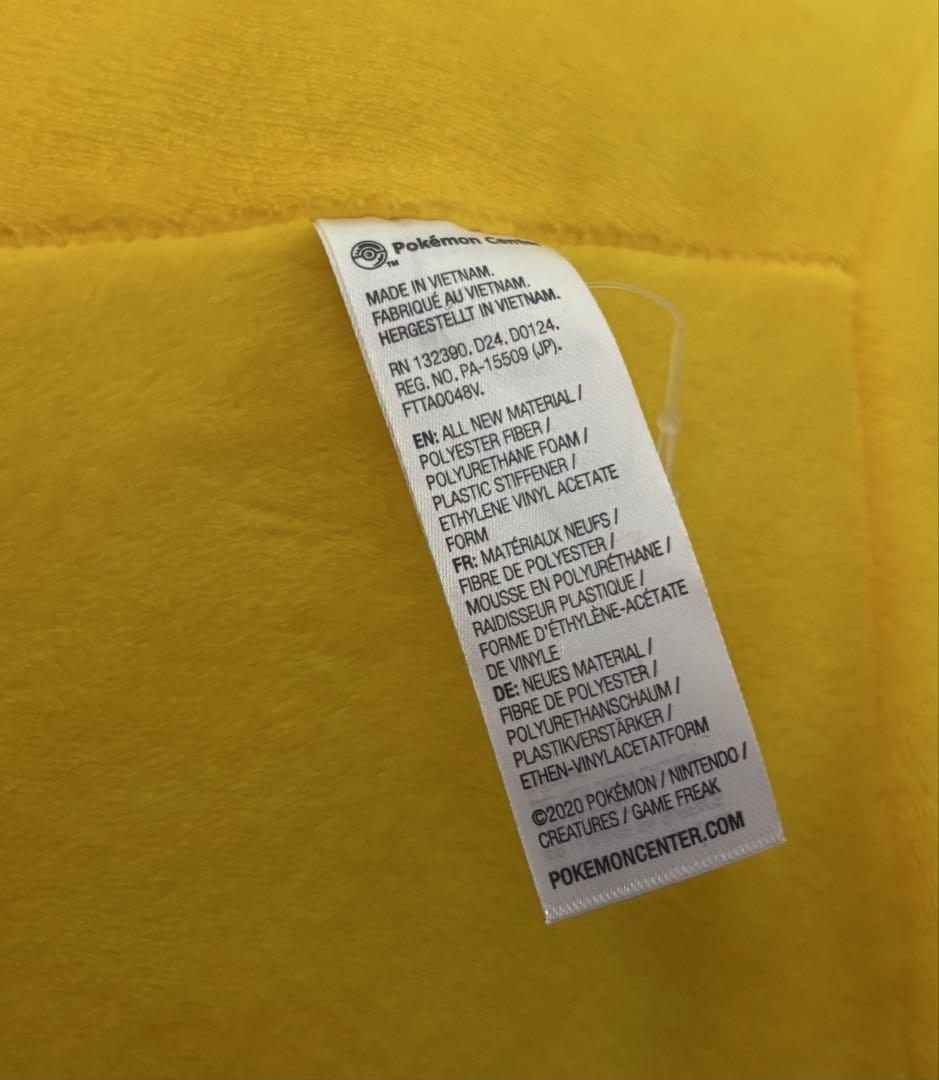 Pokémon Center
TM
MADE IN VIETNAM.
FABRIQUÉ AU VIETNAM.
HERGESTELLT IN VIETNAM.
RN 132390. D24. D0124.
REG. NO. PA-15509 (JP).
FTTA0048V.
EN: ALL NEW MATERIAL /
POLYESTER FIBER /
POLYURETHANE FOAM /
PLASTIC STIFFENER /
ETHYLENE VINYL ACETATE
FORM
FR: MATÉRIAUX NEUFS /
FIBRE DE POLYESTER /
MOUSSE EN POLYURÉTHANE /
RAIDISSEUR PLASTIQUE /
FORME D'ÉTHYLÈNE-ACÉTATE
DE VINYLE
DE: NEUES MATERIAL /
FIBRE DE POLYESTER /
POLYURETHANSCHAUM /
PLASTIKVERSTÄRKER /
ETHEN-VINYLACETATFORM
©2020 POKÉMON / NINTENDO /
CREATURES / GAME FREAK
POKEMONCENTER.COM